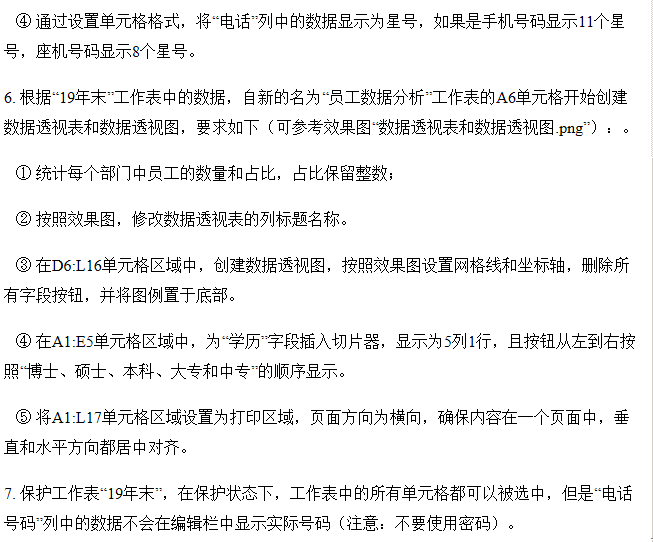 ④ 通过设置单元格格式，将“电话”列中的数据显示为星号，如果是手机号码显示11个星
号，座机号码显示8个星号。
6. 根据“19年末”工作表中的数据，自新的名为“员工数据分析”工作表的A6单元格开始创建
数据透视表和数据透视图，要求如下（可参考效果图“数据透视表和数据透视图.png”）：。
① 统计每个部门中员工的数量和占比，占比保留整数；
② 按照效果图，修改数据透视表的列标题名称。
③ 在D6:L16单元格区域中，创建数据透视图，按照效果图设置网格线和坐标轴，删除所
有字段按钮，并将图例置于底部。
④ 在A1:E5单元格区域中，为“学历”字段插入切片器，显示为5列1行，且按钮从左到右按
照“博士、硕士、本科、大专和中专”的顺序显示。
⑤ 将A1:L17单元格区域设置为打印区域，页面方向为横向，确保内容在一个页面中，垂
直和水平方向都居中对齐。
7. 保护工作表“19年末”，在保护状态下，工作表中的所有单元格都可以被选中，但是“电话
号码”列中的数据不会在编辑栏中显示实际号码（注意：不要使用密码）。